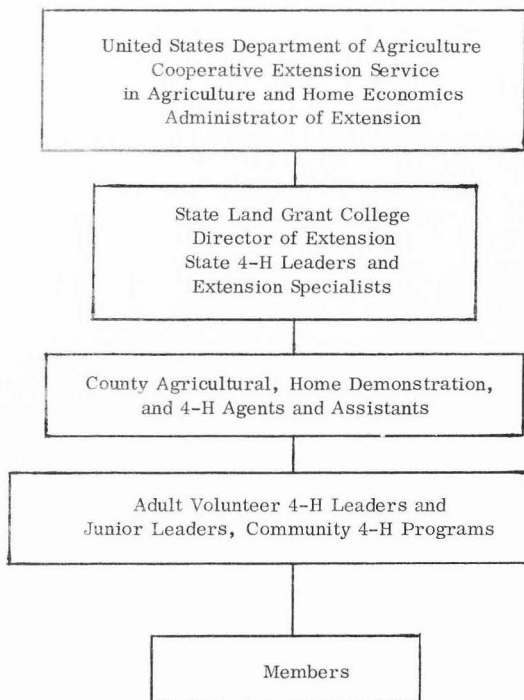 United States Department of Agriculture
Cooperative Extension Service
in Agriculture and Home Economics
Administrator of Extension
State Land Grant College
Director of Extension
State 4-H Leaders and
Extension Specialists
County Agricultural, Home Demonstration,
and 4-H Agents and Assistants
Adult Volunteer 4-H Leaders and
Junior Leaders, Community 4-H Programs
Members